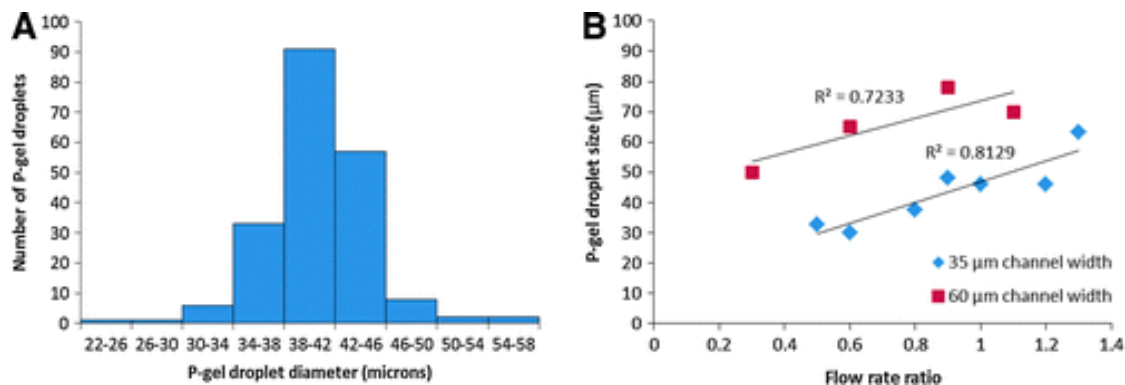 A
Number of P-gel droplets
100
90
80
70
60
50
40
30
20
10
0
22-26 26-30 30-34 34-38 38-42 42-46 46-50 50-54 54-58
P-gel droplet diameter (microns)
B
P-gel droplet size (μm)
100
90
80
70
60
50
40
30
20
10
0
R² = 0.7233
R² = 0.8129
35 μm channel width
60 μm channel width
0 0.2 0.4 0.6 0.8 1 1.2 1.4
Flow rate ratio